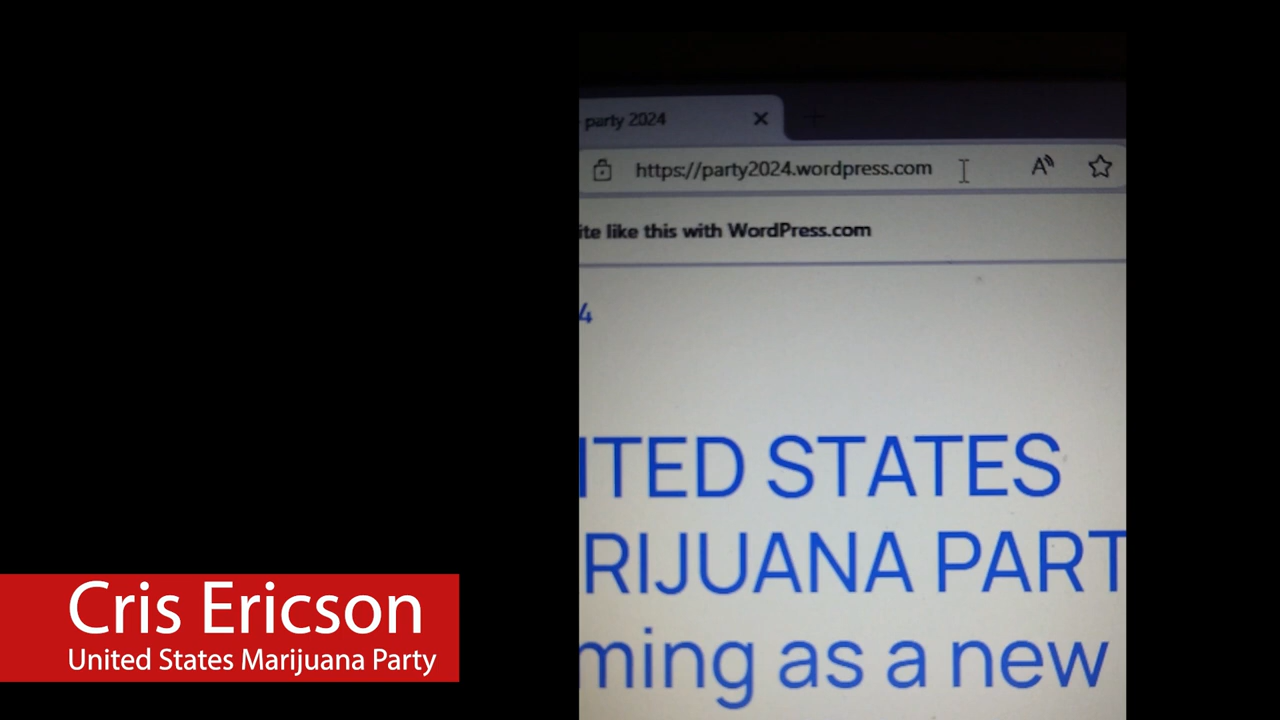 party 2024
https://party2024.wordpress.com
ite like this with WordPress.com
4
ITED STATES
RIJUANA PART
ming as a new
Cris Ericson
United States Marijuana Party